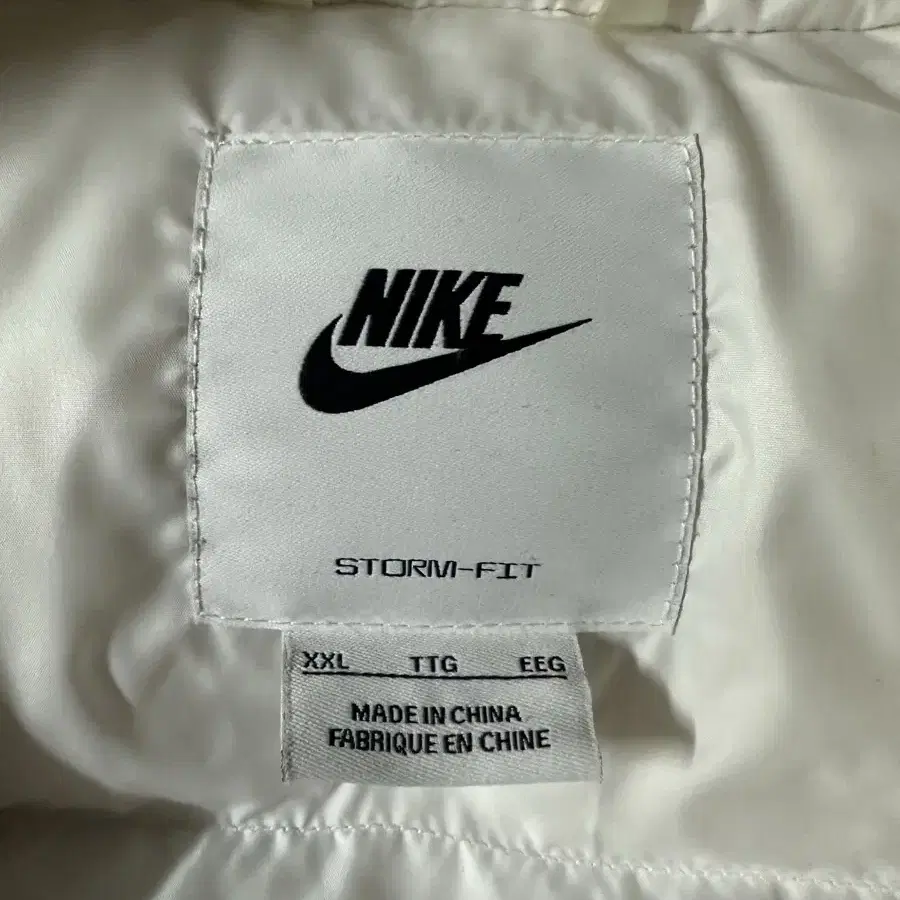 NIKE
STORM-FIT
XXL TTG EEG
MADE IN CHINA
FABRIQUE EN CHINE